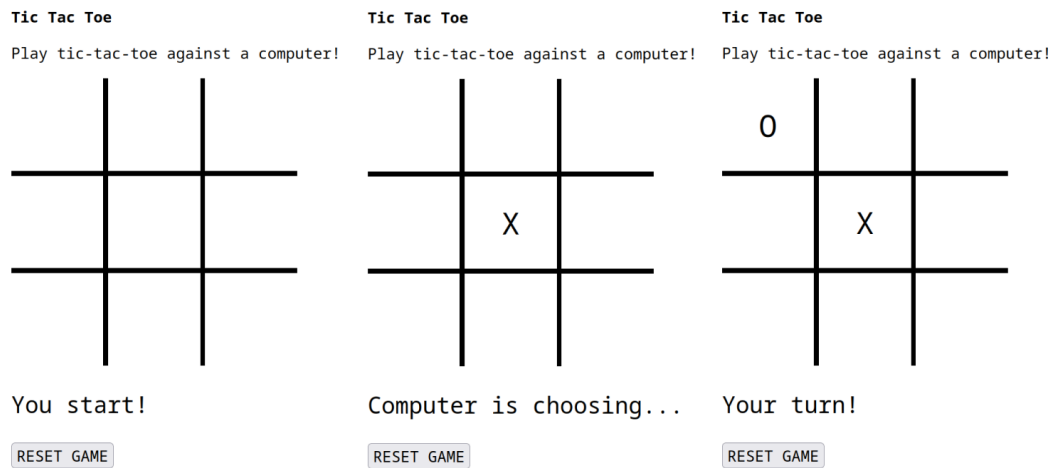 Tic Tac Toe
Play tic-tac-toe against a computer!
You start!
RESET GAME
Tic Tac Toe
Play tic-tac-toe against a computer!
X
Computer is choosing...
RESET GAME
Tic Tac Toe
Play tic-tac-toe against a computer!
O
X
Your turn!
RESET GAME